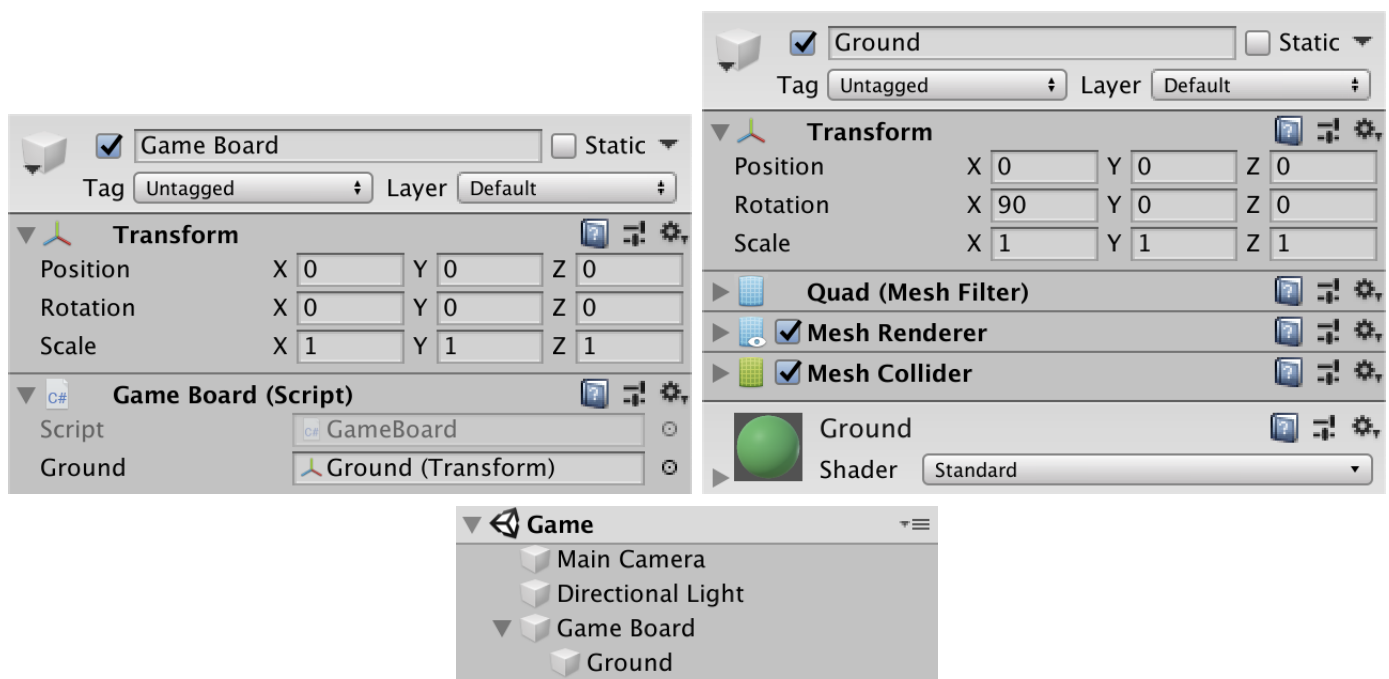 Game Board Static
Tag Untagged Layer Default
Transform
Position X 0 Y 0 Z 0
Rotation X 0 Y 0 Z 0
Scale X 1 Y 1 Z 1
C# Game Board (Script)
Script C# GameBoard
Ground Ground (Transform)
Ground Static
Tag Untagged Layer Default
Transform
Position X 0 Y 0 Z 0
Rotation X 90 Y 0 Z 0
Scale X 1 Y 1 Z 1
Quad (Mesh Filter)
Mesh Renderer
Mesh Collider
Ground
Shader Standard
Game
Main Camera
Directional Light
Game Board
Ground